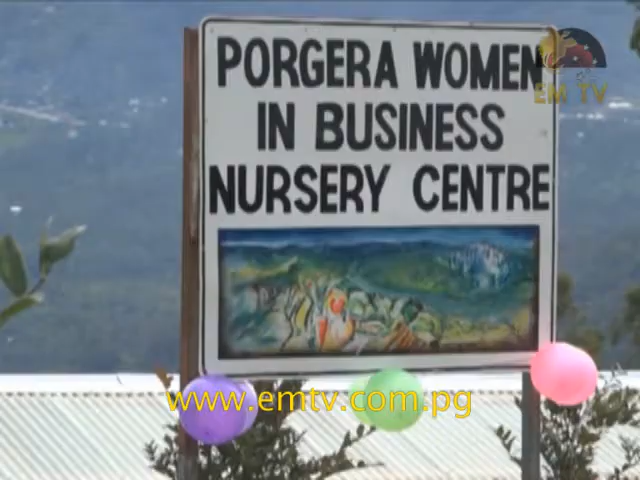 PORGERA WOMEN
IN BUSINESS
NURSERY CENTRE
EM TV
www.emtv.com.pg